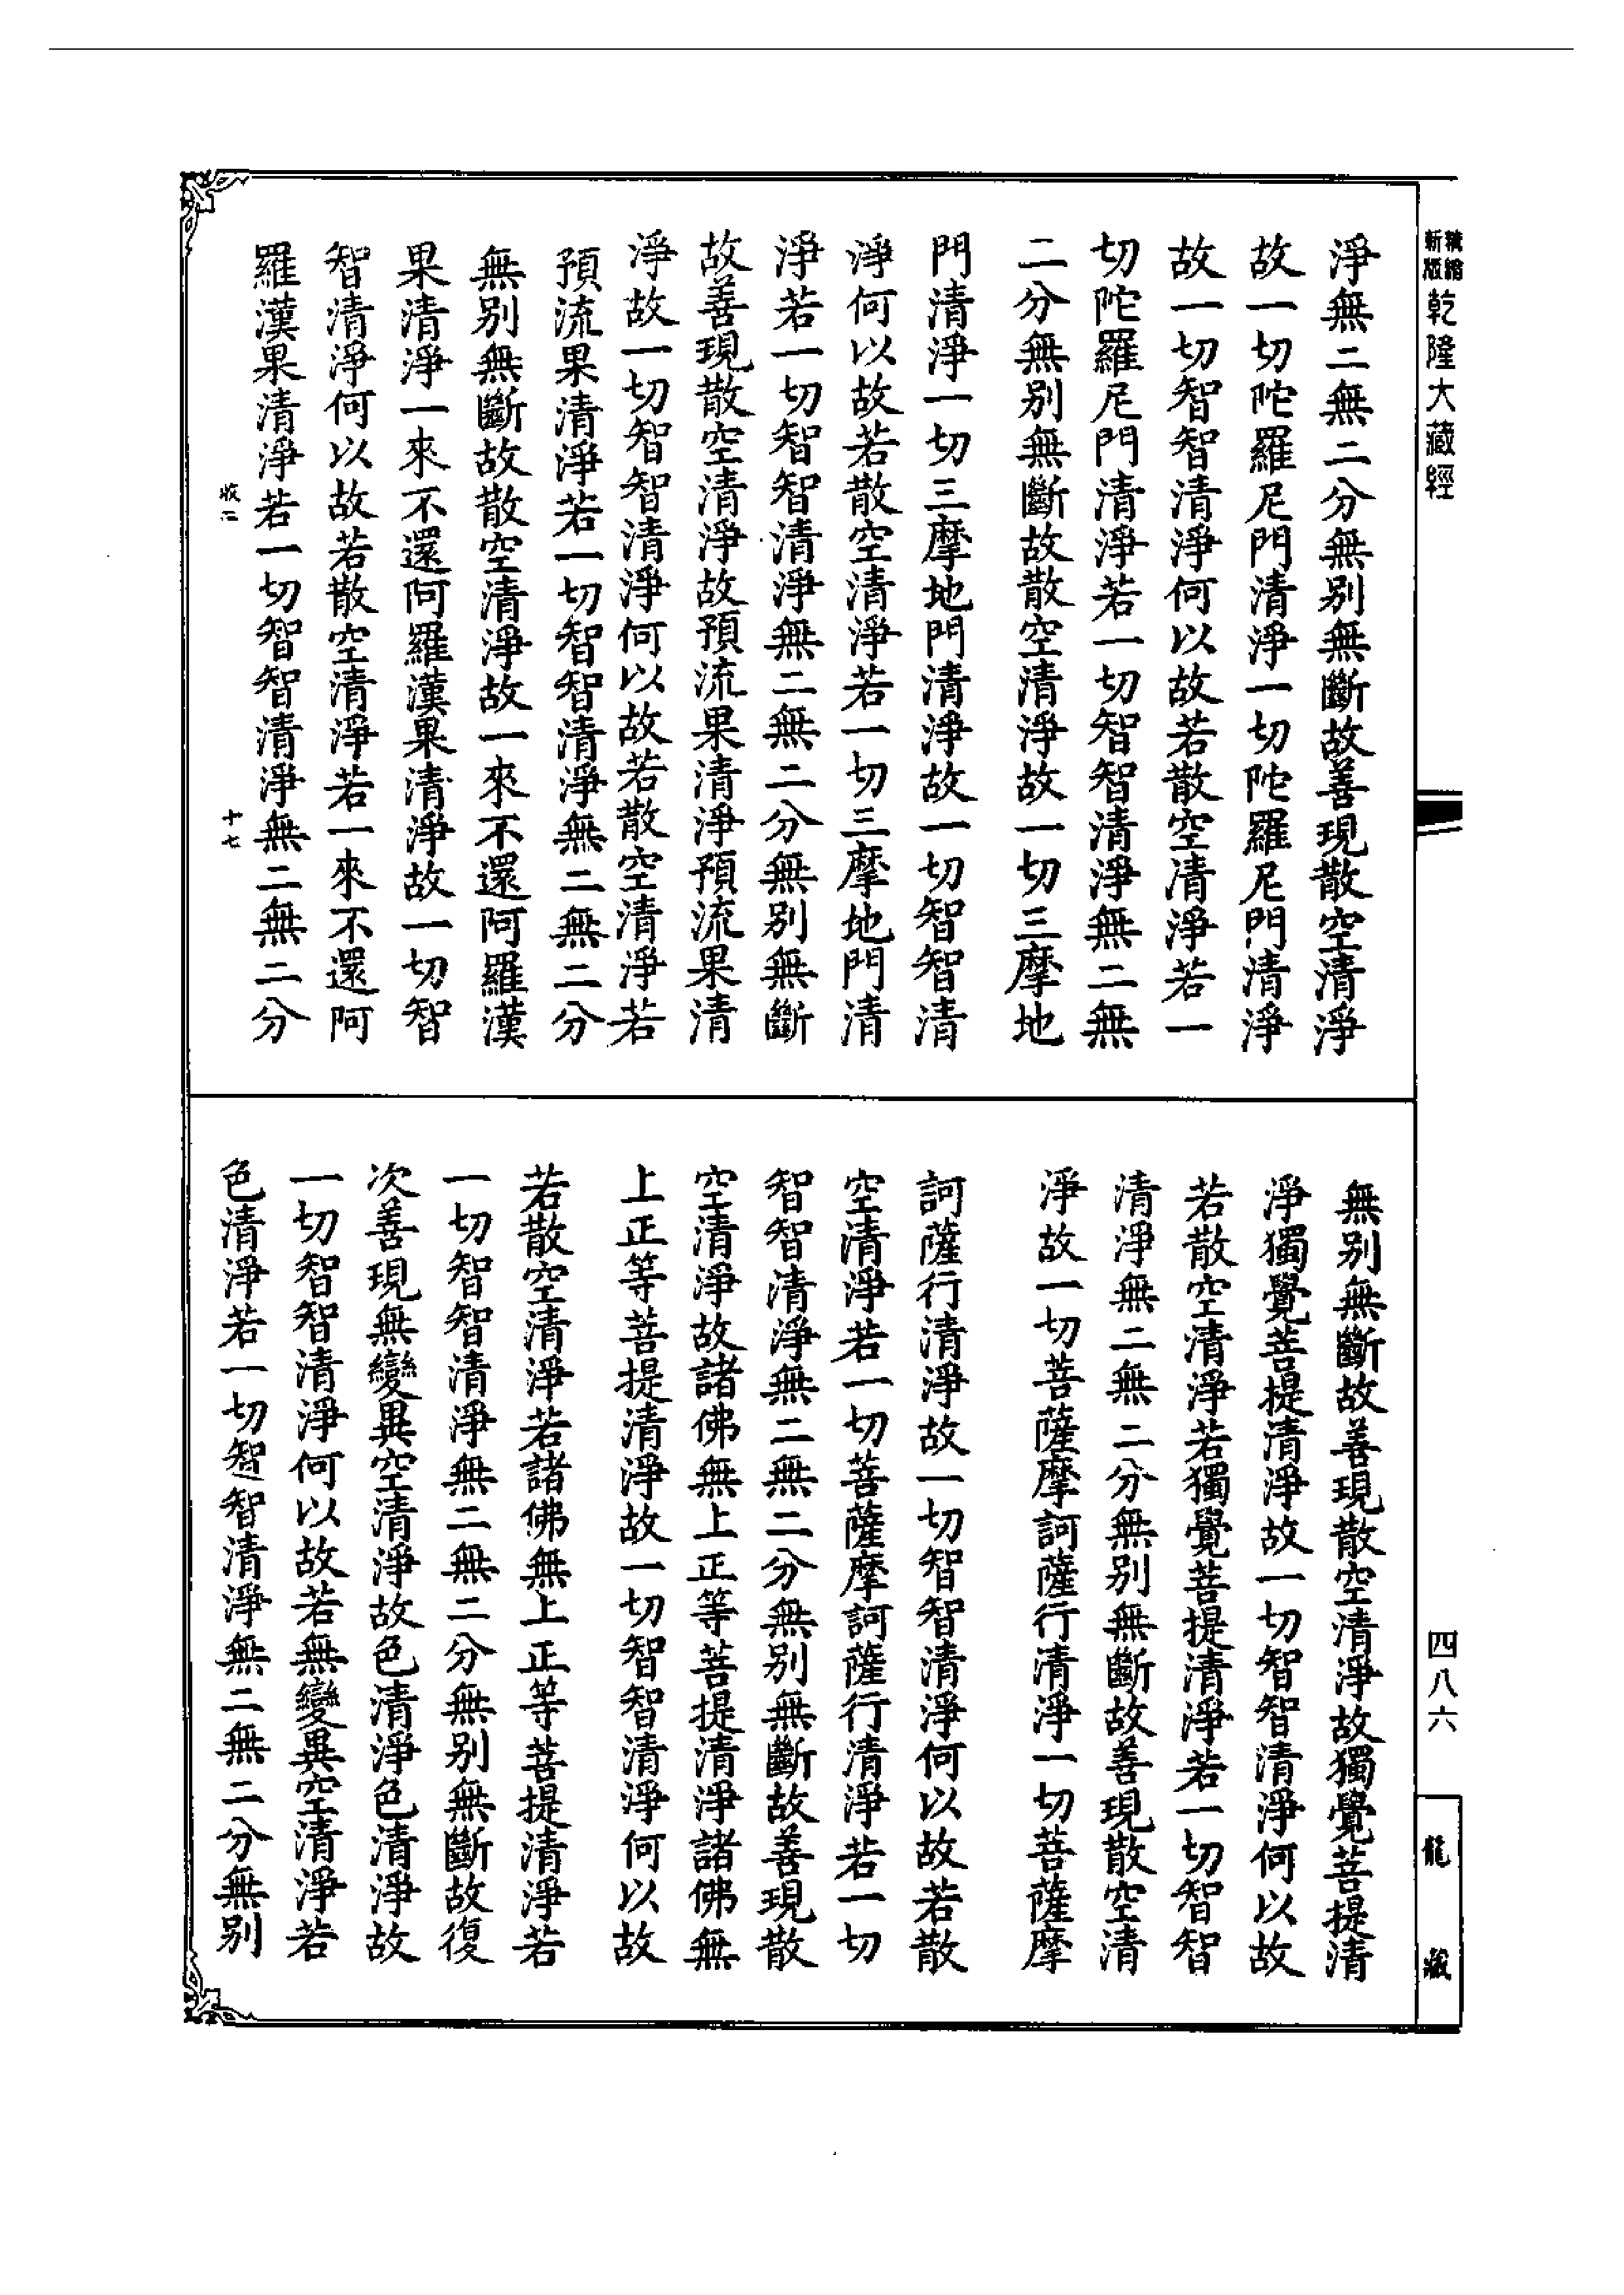 乾隆大藏經
淨無二無二分無別無斷故善現散空清淨
故一切陀羅尼門清淨一切陀羅尼門清淨
故一切智智清淨何以故若散空清淨若一
切陀羅尼門清淨若一切智智清淨無二無
二分無別無斷故散空清淨故一切三摩地
門清淨一切三摩地門清淨故一切智智清
淨何以故若散空清淨若一切三摩地門清
淨若一切智智清淨無二無二分無別無斷
故善現散空清淨故預流果清淨預流果清
淨故一切智智清淨何以故若散空清淨若
預流果清淨若一切智智清淨無二無二分
無別無斷故散空清淨故一來不還阿羅漢
果清淨一來不還阿羅漢果清淨故一切智
智清淨何以故若散空清淨若一來不還阿
羅漢果清淨若一切智智清淨無二無二分
十七
無別無斷故善現散空清淨故獨覺菩提清
淨獨覺菩提清淨故一切智智清淨何以故
若散空清淨若獨覺菩提清淨若一切智智
清淨無二無二分無別無斷故善現散空清
淨故一切菩薩摩訶薩行清淨一切菩薩摩
訶薩行清淨故一切智智清淨何以故若散
空清淨若一切菩薩摩訶薩行清淨若一切
智智清淨無二無二分無別無斷故善現散
空清淨故諸佛無上正等菩提清淨諸佛無
上正等菩提清淨故一切智智清淨何以故
若散空清淨若諸佛無上正等菩提清淨若
一切智智清淨無二無二分無別無斷故復
次善現無變異空清淨故色清淨色清淨故
一切智智清淨何以故若無變異空清淨若
色清淨若一切智智清淨無二無二分無別
四八六
龍藏